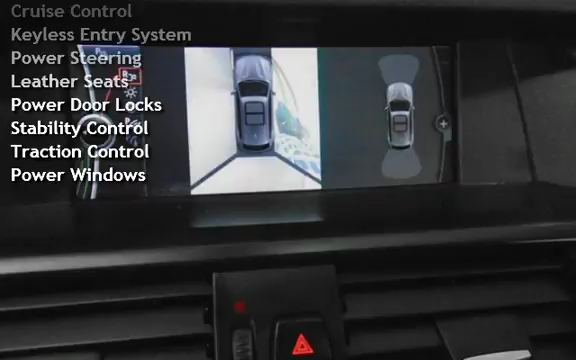 Cruise Control
Keyless Entry System
Power Steering
Leather Seats
Power Door Locks
Stability Control
Traction Control
Power Windows